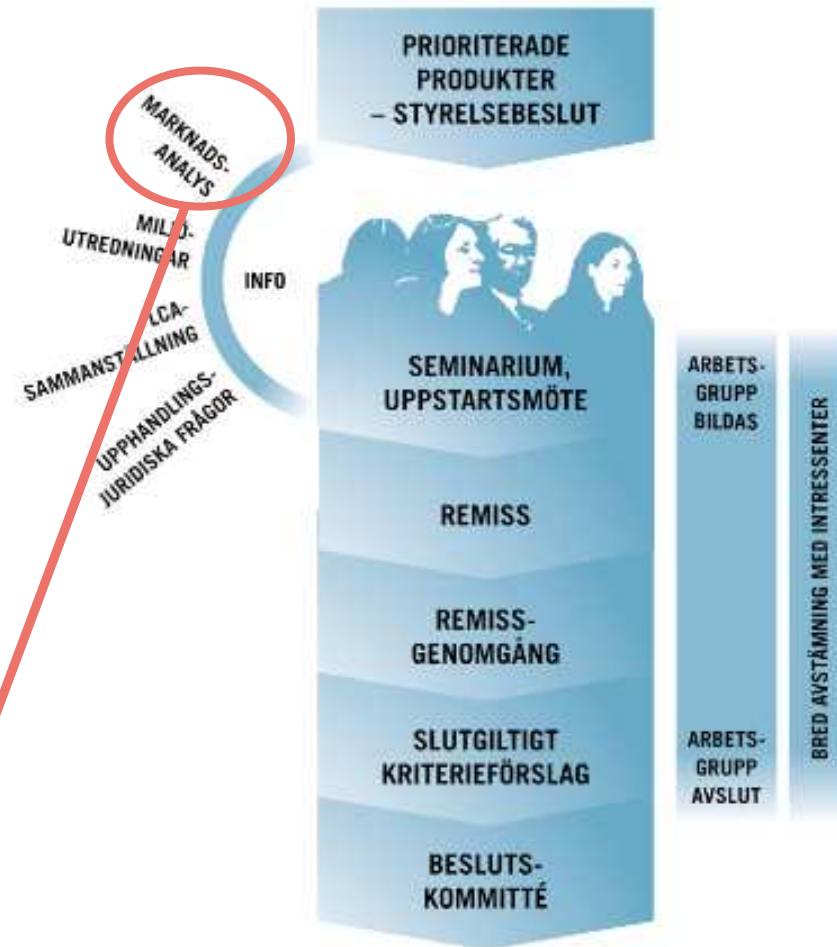 PRIORITERADE
PRODUKTER
– STYRELSEBESLUT
MARKNADS-
ANALYS
MILJÖ-
UTREDNINGAR
LCA-
SAMMANSTÄLLNING
UPPHANDLINGS-
JURIDISKA FRÅGOR
INFO
SEMINARIUM,
UPPSTARTSMÖTE
REMISS
REMISS-
GENOMGÅNG
SLUTGILTIGT
KRITERIEFÖRSLAG
BESLUTS-
KOMMITTÉ
ARBETS-
GRUPP
BILDAS
ARBETS-
GRUPP
AVSLUT
BRED AVSTÄMNING MED INTRESSENTER